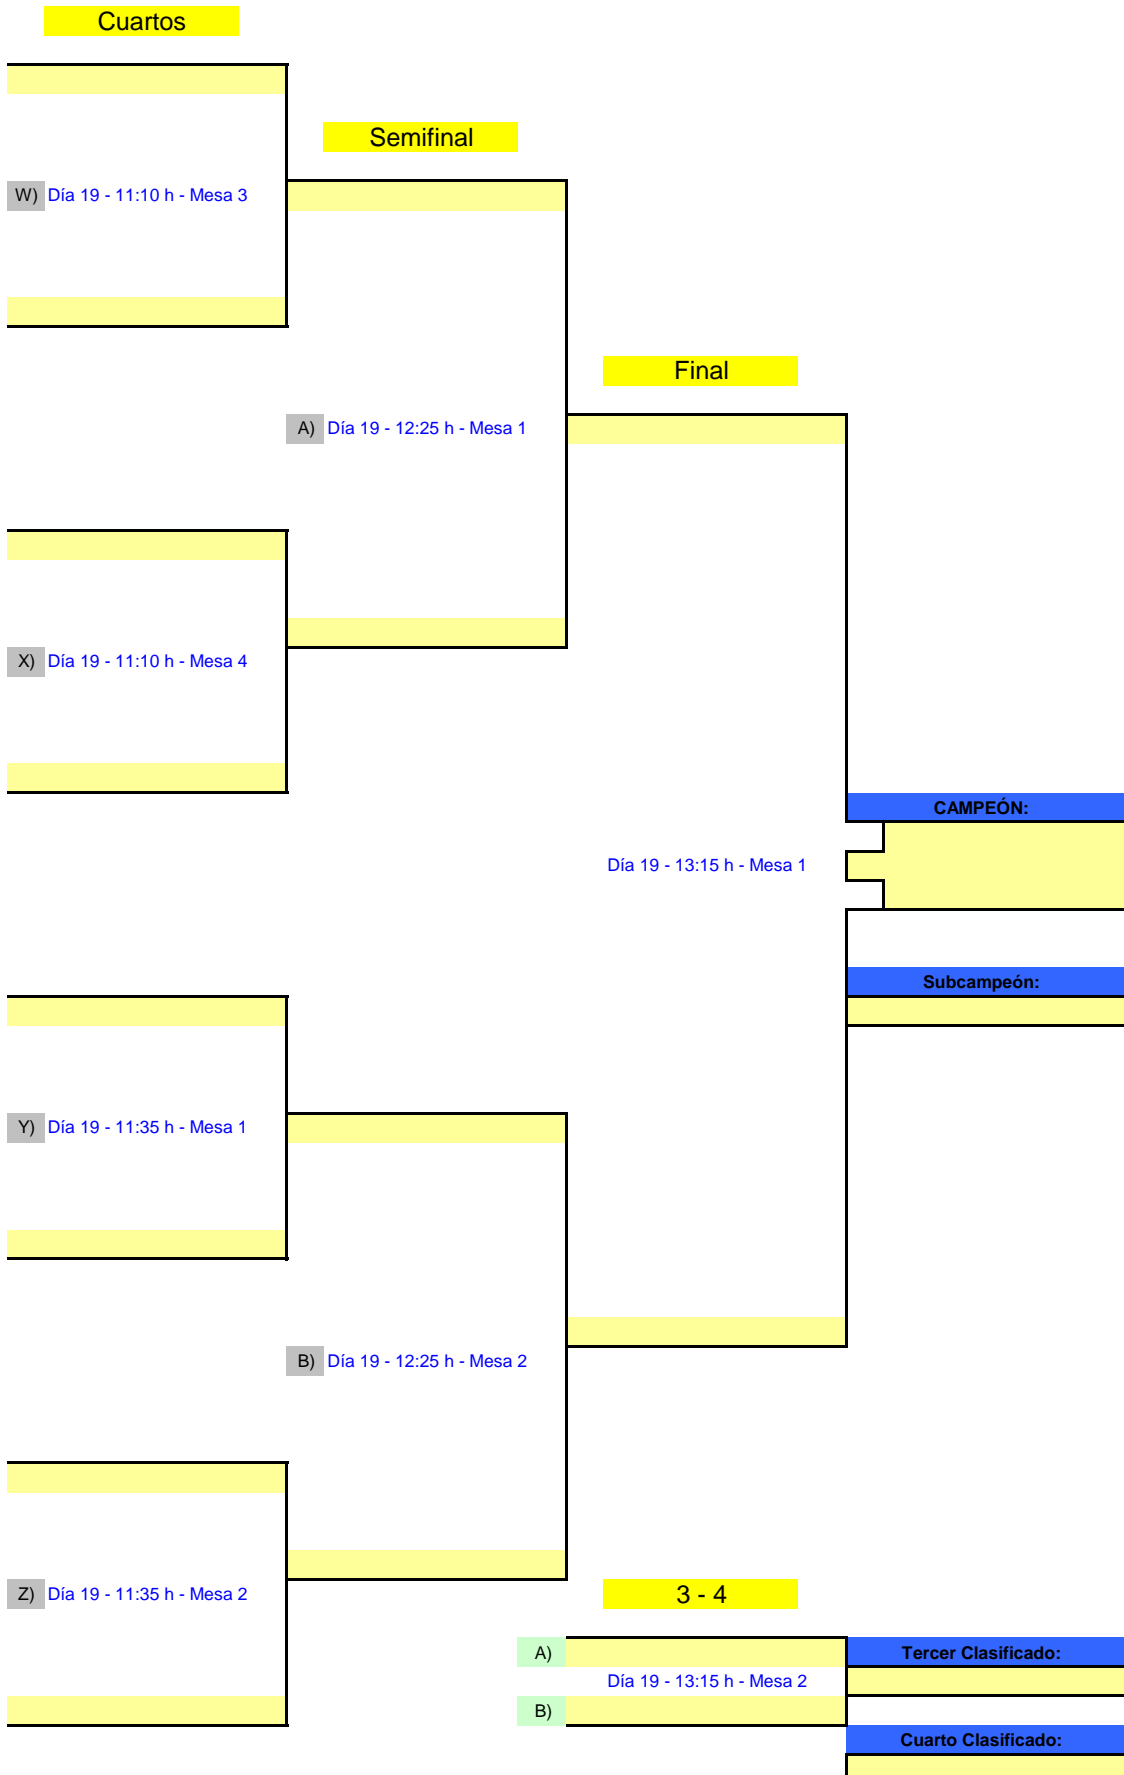 Cuartos
Semifinal
W) Día 19 - 11:10 h - Mesa 3
Final
A) Día 19 - 12:25 h - Mesa 1
X) Día 19 - 11:10 h - Mesa 4
CAMPEÓN:
Día 19 - 13:15 h - Mesa 1
Subcampeón:
Y) Día 19 - 11:35 h - Mesa 1
B) Día 19 - 12:25 h - Mesa 2
Z) Día 19 - 11:35 h - Mesa 2
3 - 4
A)
Tercer Clasificado:
Día 19 - 13:15 h - Mesa 2
B)
Cuarto Clasificado: